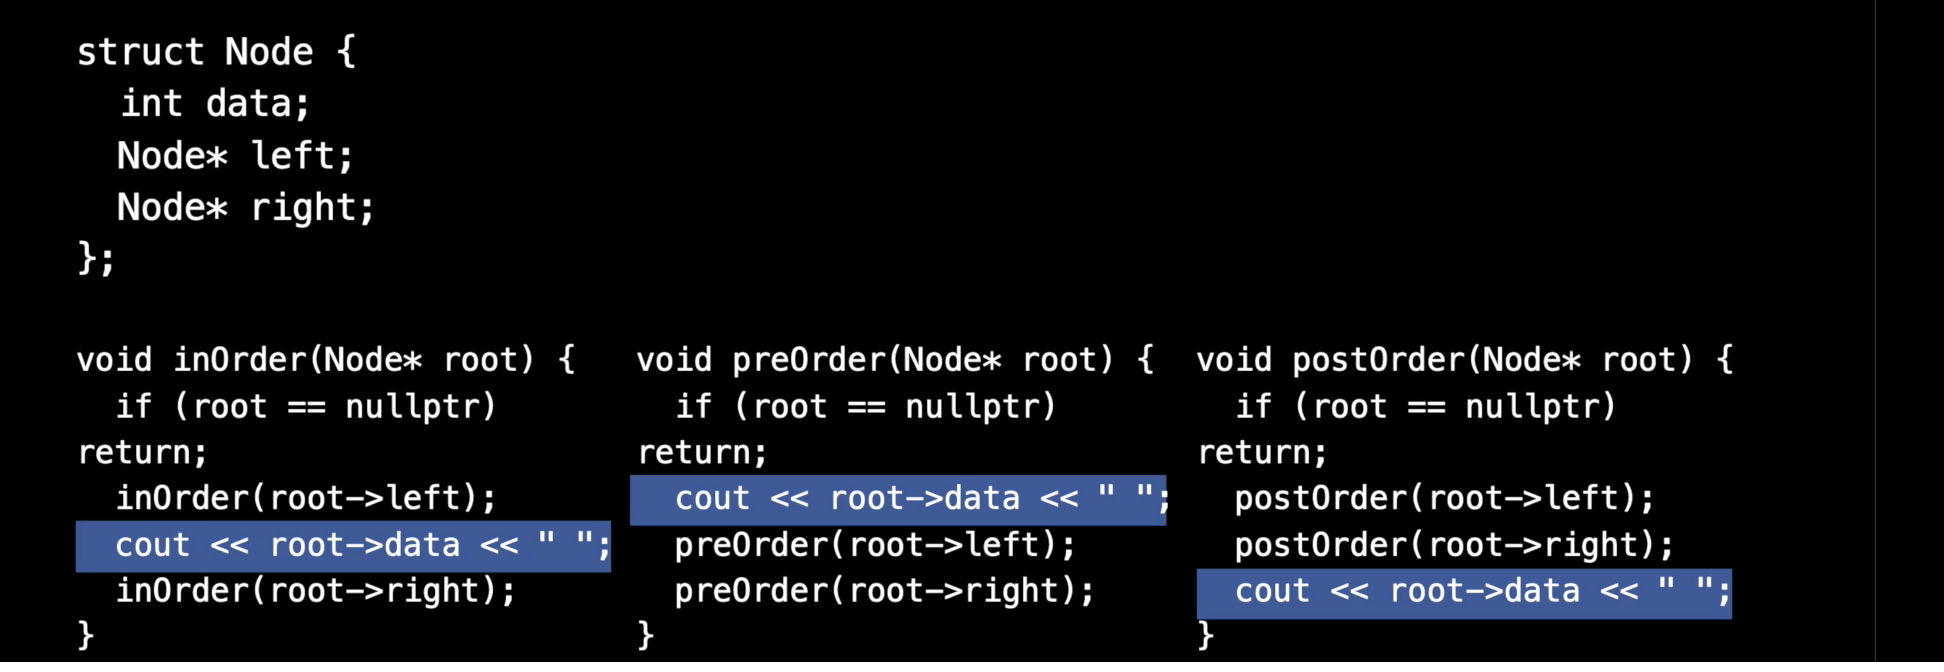 struct Node {
  int data;
  Node* left;
  Node* right;
};
void inOrder(Node* root) {
  if (root == nullptr)
return;
  inOrder(root->left);
  cout << root->data << " ";
  inOrder(root->right);
}
void preOrder(Node* root) {
  if (root == nullptr)
return;
  cout << root->data << " ";
  preOrder(root->left);
  preOrder(root->right);
}
void postOrder(Node* root) {
  if (root == nullptr)
return;
  postOrder(root->left);
  postOrder(root->right);
  cout << root->data << " ";
}